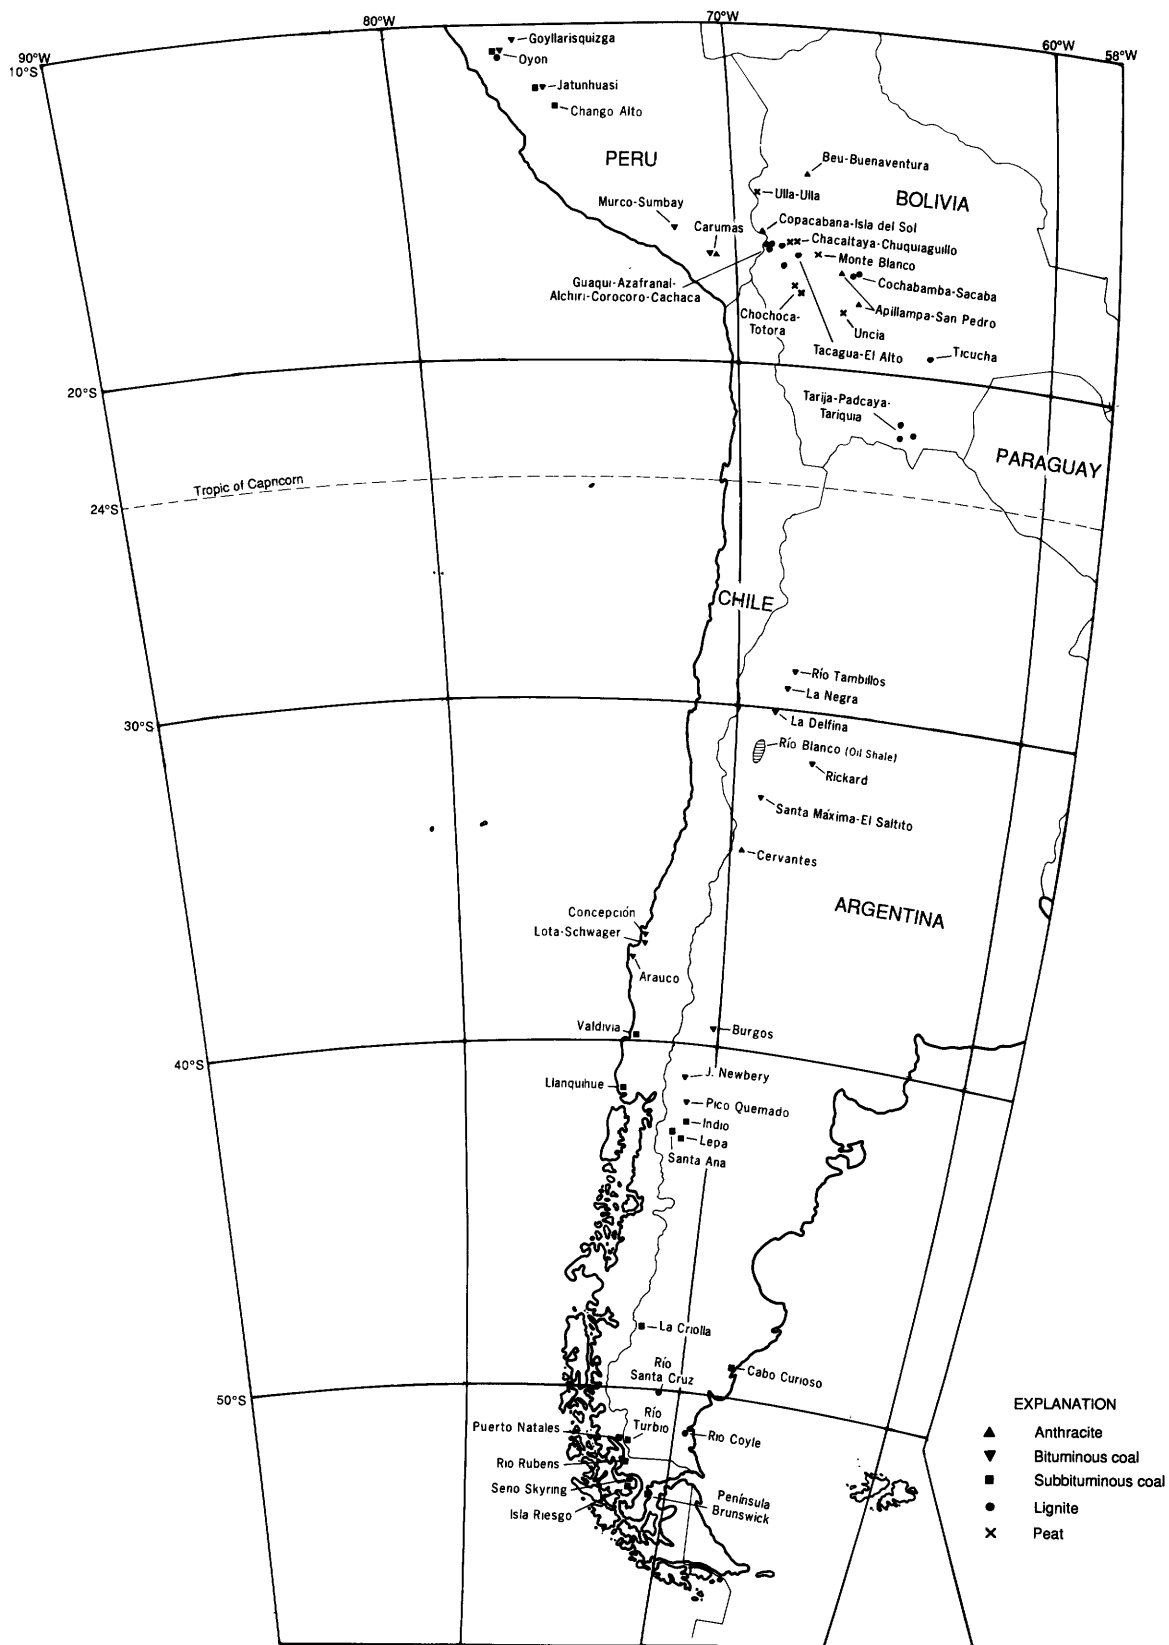 80°W
70°W
60°W
58°W
90°W
10°S
Goyllarisquizga
Oyon
Jatunhuasi
Chango Alto
PERU
Beu-Buenaventura
Ulla-Ulla
BOLIVIA
Murco-Sumbay
Carumas
Copacabana-Isla del Sol
Chacaltaya-Chuquiaguillo
Monte Blanco
Guaqui-Azafranal-
Alchiri-Corocoro-Cachaca
Cochabamba-Sacaba
Chochoca-
Totora
Apillampa-San Pedro
Uncia
Tacagua-El Alto
Ticucha
20°S
Tarija-Padcaya-
Tariquia
PARAGUAY
Tropic of Capricorn
24°S
CHILE
Río Tambillos
La Negra
30°S
La Delfina
Río Blanco (Oil Shale)
Rickard
Santa Máxima-El Saltito
Cervantes
ARGENTINA
Concepción
Lota-Schwager
Arauco
Valdivia
Burgos
40°S
J. Newbery
Llanquihue
Pico Quemado
Indio
Lepa
Santa Ana
La Criolla
Río
Santa Cruz
Cabo Curioso
50°S
Río
Turbio
Puerto Natales
Rio Coyle
Rio Rubens
Seno Skyring
Isla Riesgo
Península
Brunswick
EXPLANATION
Anthracite
Bituminous coal
Subbituminous coal
Lignite
Peat